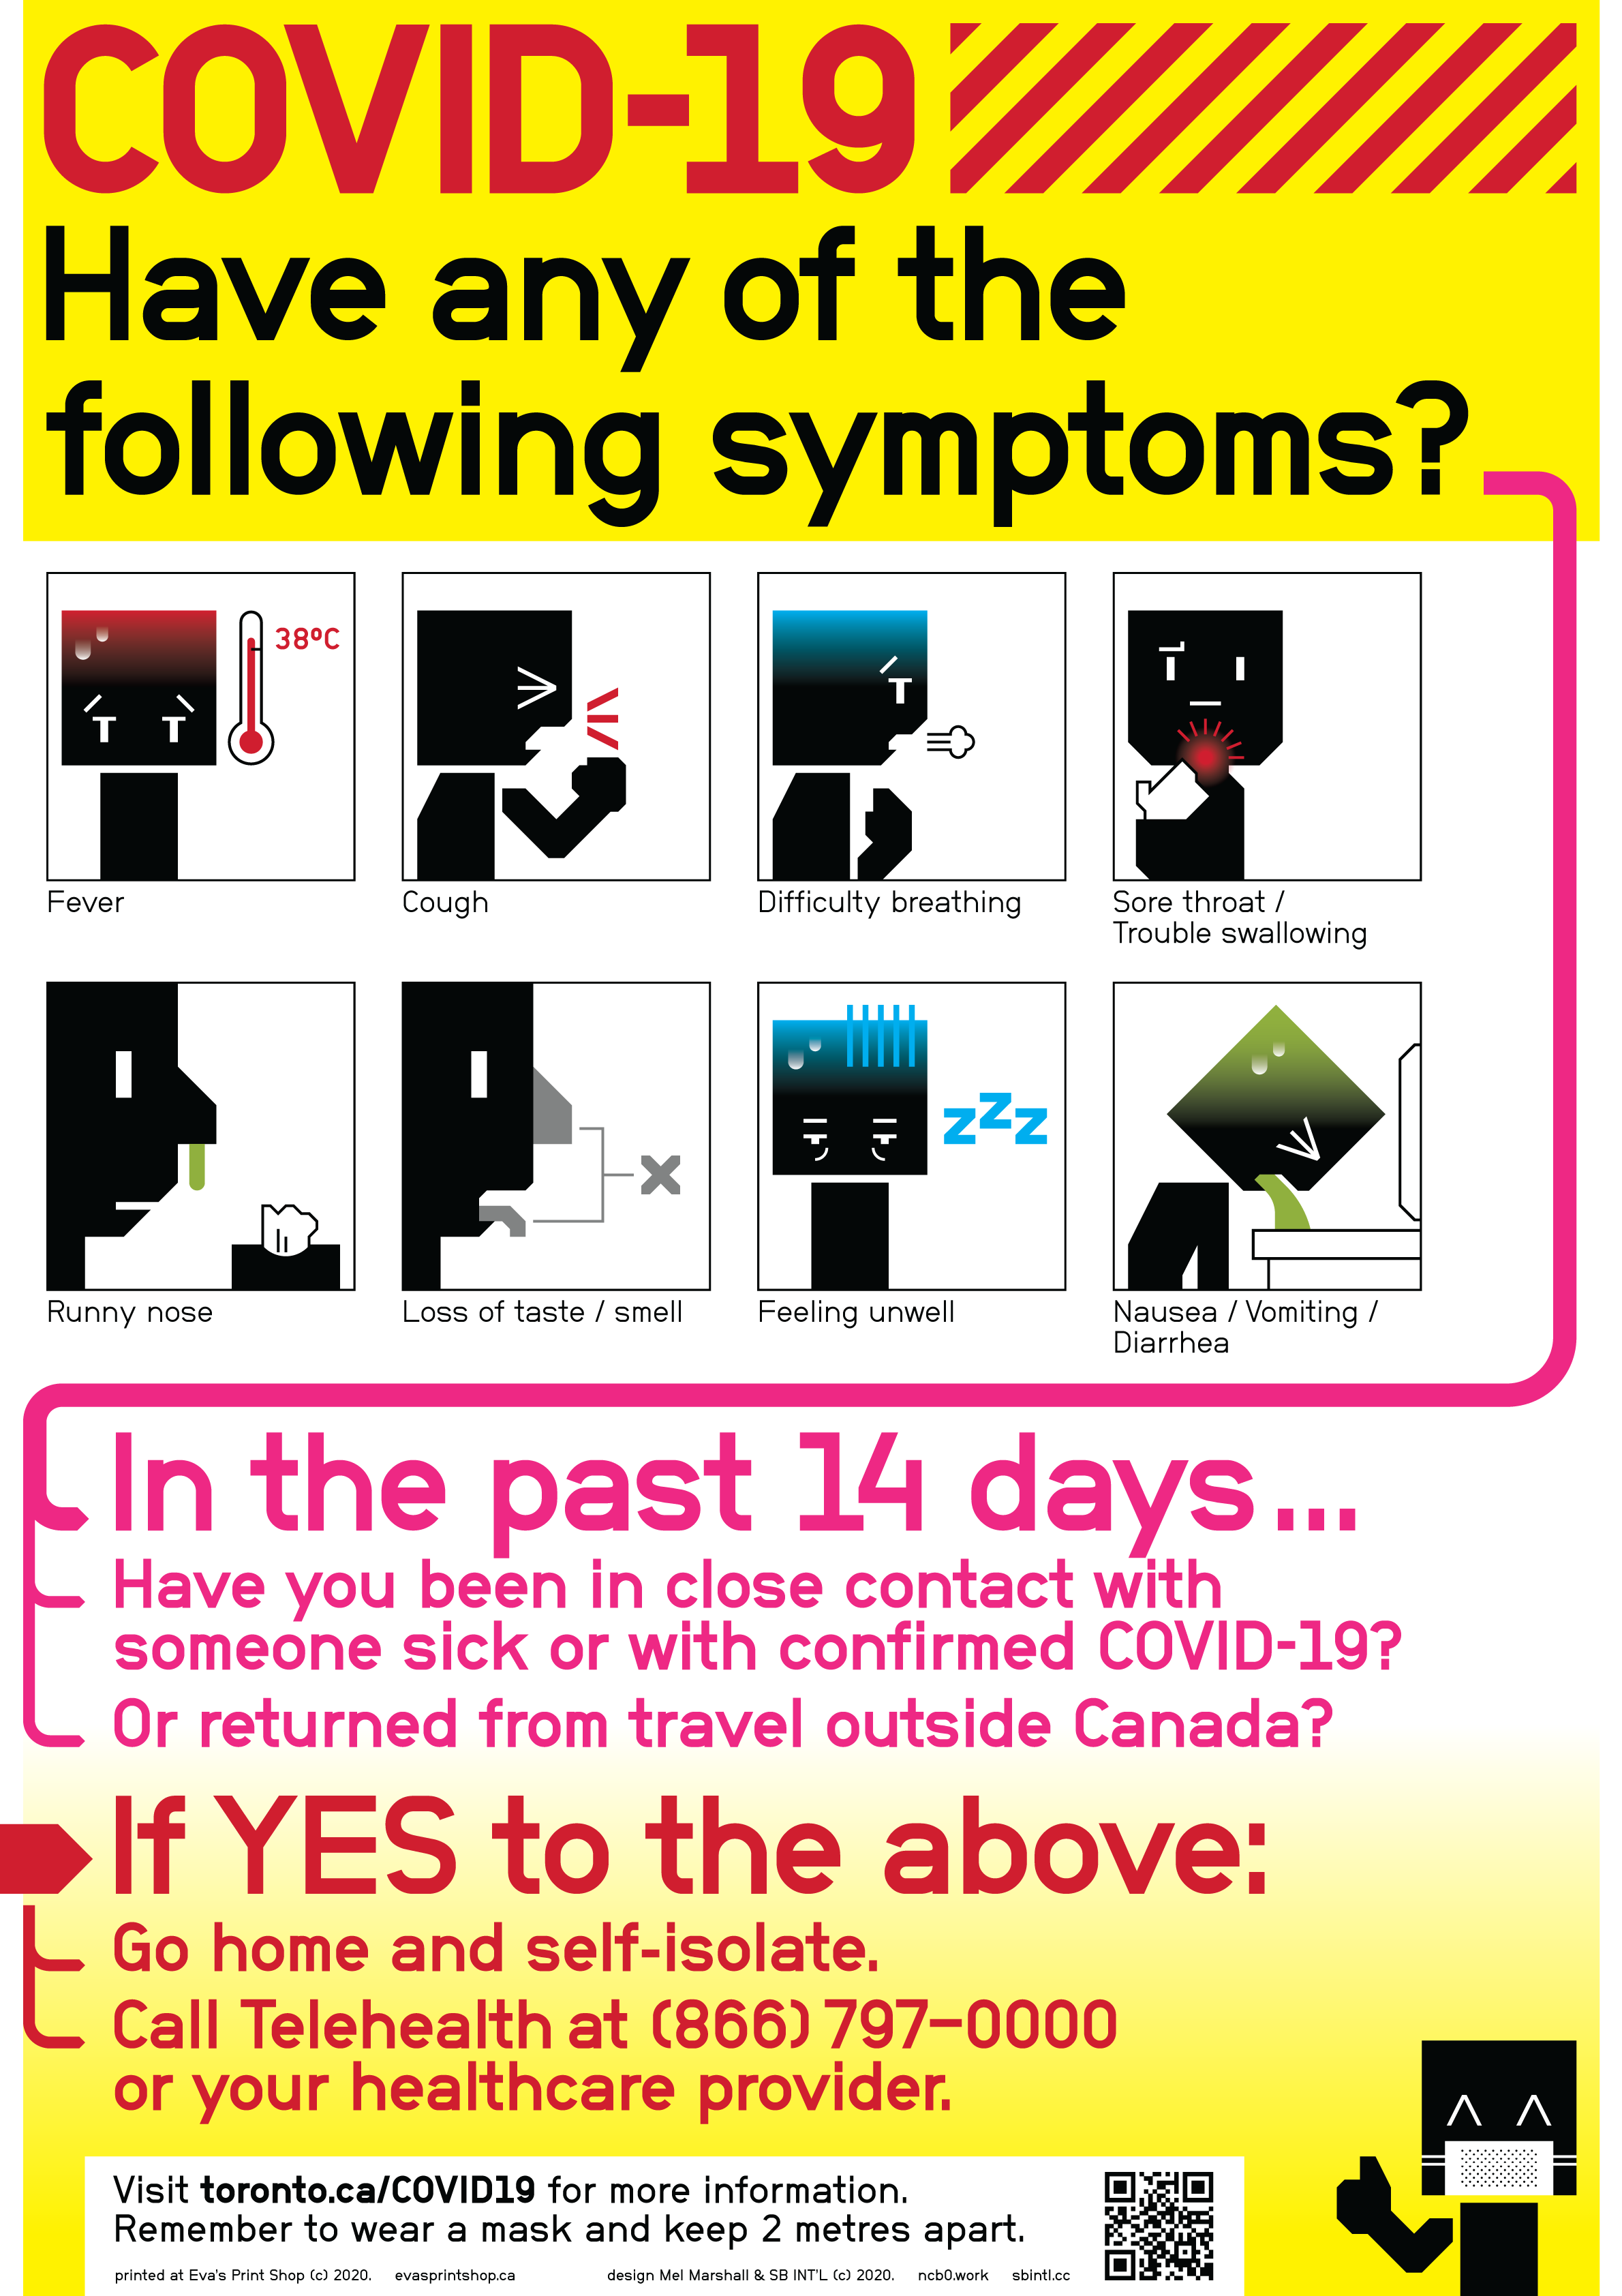 COVID-19
Have any of the
following symptoms?
38ºC
Fever
Cough
Difficulty breathing
Sore throat /
Trouble swallowing
zzz
Runny nose
Loss of taste / smell
Feeling unwell
Nausea / Vomiting /
Diarrhea
In the past 14 days...
Have you been in close contact with
someone sick or with confirmed COVID-19?
Or returned from travel outside Canada?
If YES to the above:
Go home and self-isolate.
Call Telehealth at (866) 797–0000
or your healthcare provider.
Visit toronto.ca/COVID19 for more information.
Remember to wear a mask and keep 2 metres apart.
printed at Eva's Print Shop (c) 2020. evasprintshop.ca design Mel Marshall & SB INT'L (c) 2020. ncb0.work sbintl.cc